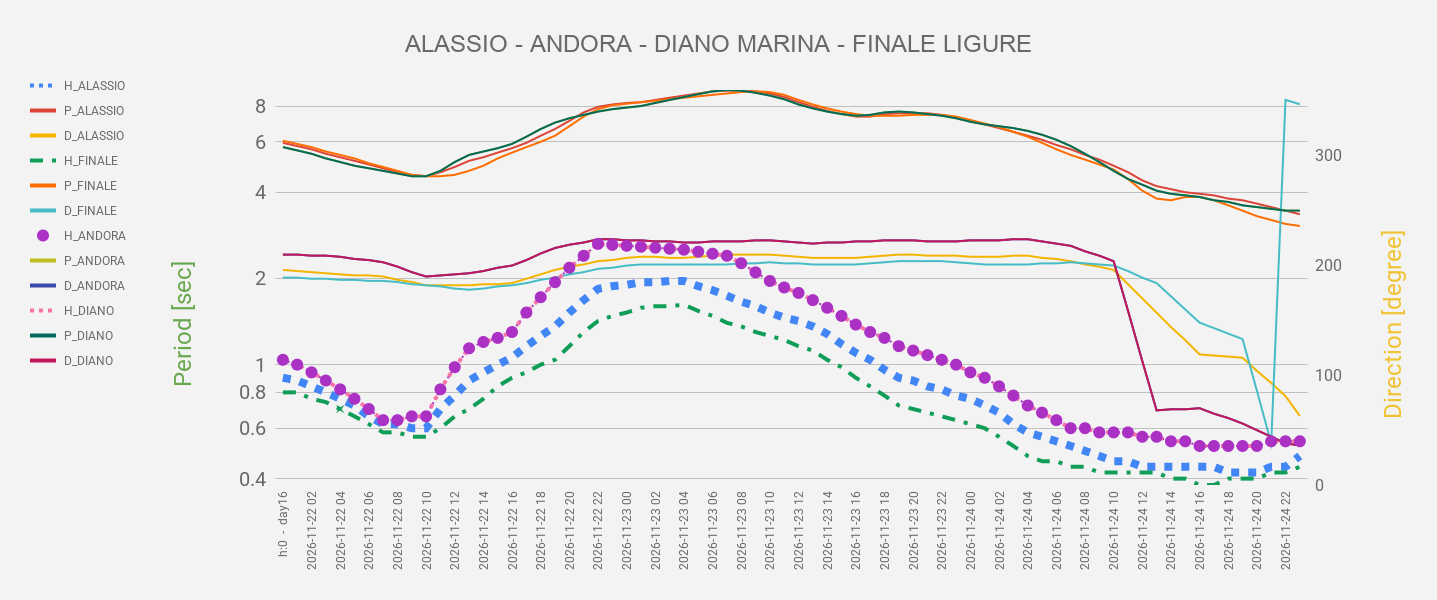 ALASSIO - ANDORA - DIANO MARINA - FINALE LIGURE
H_ALASSIO
P_ALASSIO
D_ALASSIO
H_FINALE
P_FINALE
D_FINALE
H_ANDORA
P_ANDORA
D_ANDORA
H_DIANO
P_DIANO
D_DIANO
Period [sec]
8
6
4
2
1
0.8
0.6
0.4
300
200
100
0
Direction [degree]
h:0 - day16
2026-11-22 02
2026-11-22 04
2026-11-22 06
2026-11-22 08
2026-11-22 10
2026-11-22 12
2026-11-22 14
2026-11-22 16
2026-11-22 18
2026-11-22 20
2026-11-22 22
2026-11-23 00
2026-11-23 02
2026-11-23 04
2026-11-23 06
2026-11-23 08
2026-11-23 10
2026-11-23 12
2026-11-23 14
2026-11-23 16
2026-11-23 18
2026-11-23 20
2026-11-23 22
2026-11-24 00
2026-11-24 02
2026-11-24 04
2026-11-24 06
2026-11-24 08
2026-11-24 10
2026-11-24 12
2026-11-24 14
2026-11-24 16
2026-11-24 18
2026-11-24 20
2026-11-24 22